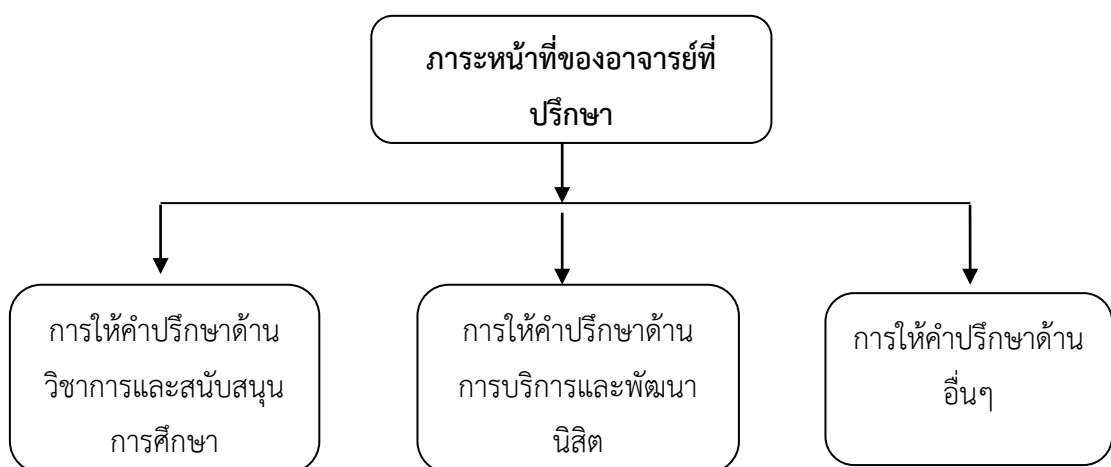 ภาระหน้าที่ของอาจารย์ที่
ปรึกษา
การให้คำปรึกษาด้าน
วิชาการและสนับสนุน
การศึกษา
การให้คำปรึกษาด้าน
การบริการและพัฒนา
นิสิต
การให้คำปรึกษาด้าน
อื่นๆ